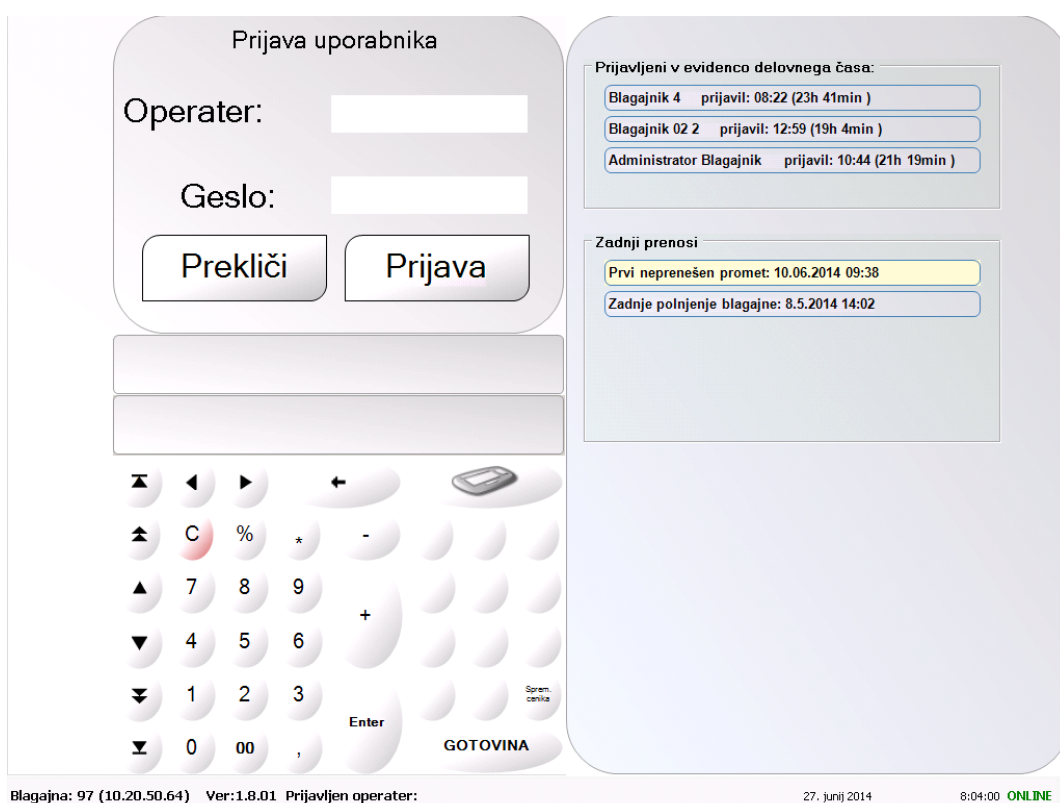 Prijava uporabnika
Operater:
Geslo:
Prekliči
Prijava
Prijavljeni v evidenco delovnega časa:
Blagajnik 4 prijavil: 08:22 (23h 41min )
Blagajnik 02 2 prijavil: 12:59 (19h 4min )
Administrator Blagajnik prijavil: 10:44 (21h 19min )
Zadnji prenosi
Prvi neprenešen promet: 10.06.2014 09:38
Zadnje polnjenje blagajne: 8.5.2014 14:02
C % * -
7 8 9
+
4 5 6
1 2 3
Sprem.
cenika
Enter
0 00 ,
GOTOVINA
Blagajna: 97 (10.20.50.64) Ver:1.8.01 Prijavljen operater:
27. junij 2014 8:04:00 ONLINE